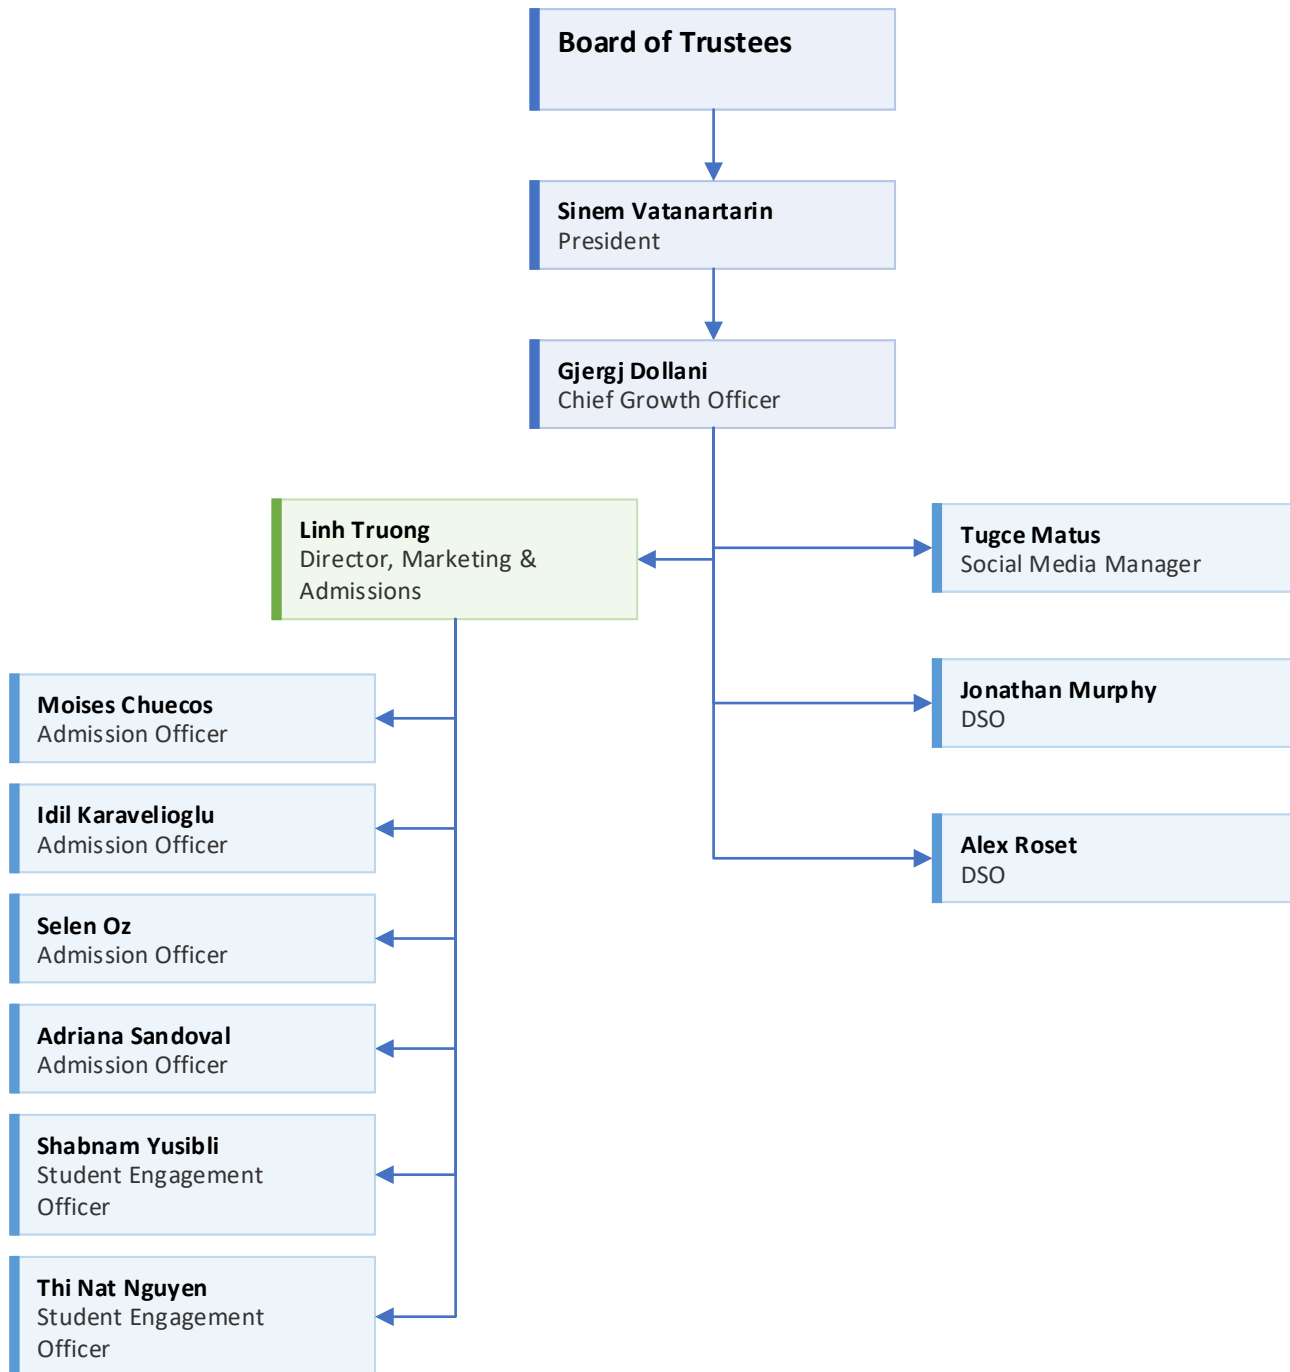 Board of Trustees
Sinem Vatanartarin
President
Gjergj Dollani
Chief Growth Officer
Linh Truong
Director, Marketing &
Admissions
Tugce Matus
Social Media Manager
Jonathan Murphy
DSO
Alex Roset
DSO
Moises Chuecos
Admission Officer
Idil Karavelioglu
Admission Officer
Selen Oz
Admission Officer
Adriana Sandoval
Admission Officer
Shabnam Yusibli
Student Engagement
Officer
Thi Nat Nguyen
Student Engagement
Officer